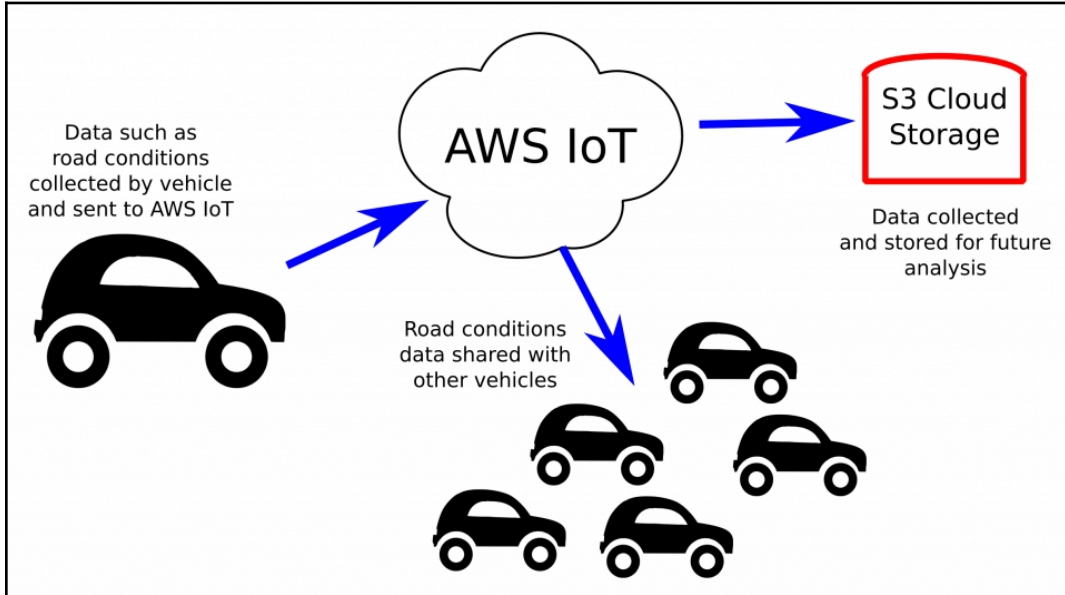 Data such as
road conditions
collected by vehicle
and sent to AWS IoT
AWS IoT
S3 Cloud
Storage
Data collected
and stored for future
analysis
Road conditions
data shared with
other vehicles